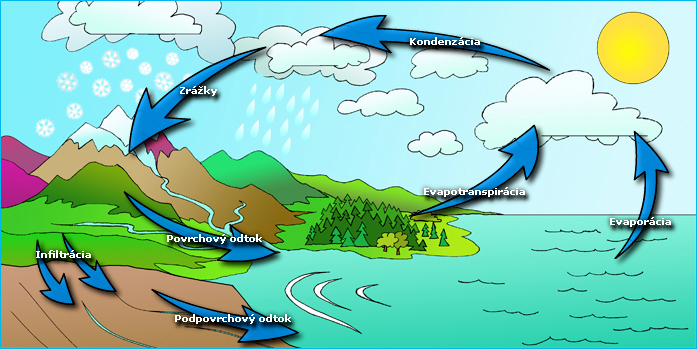 Kondenzácia
Zrážky
Evapotranspirácia
Evaporácia
Povrchový odtok
Infiltrácia
Podpovrchový odtok